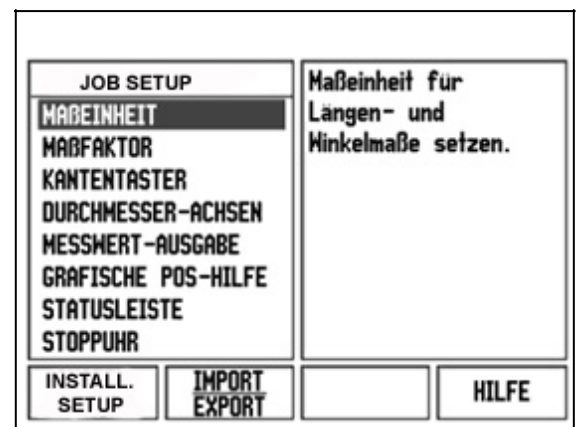 JOB SETUP
MAßEINHEIT
MAßFAKTOR
KANTENTASTER
DURCHMESSER-ACHSEN
MESSWERT-AUSGABE
GRAFISCHE POS-HILFE
STATUSLEISTE
STOPPUHR
Maßeinheit für
Längen- und
Winkelmaße setzen.
INSTALL.
SETUP
IMPORT
EXPORT
HILFE